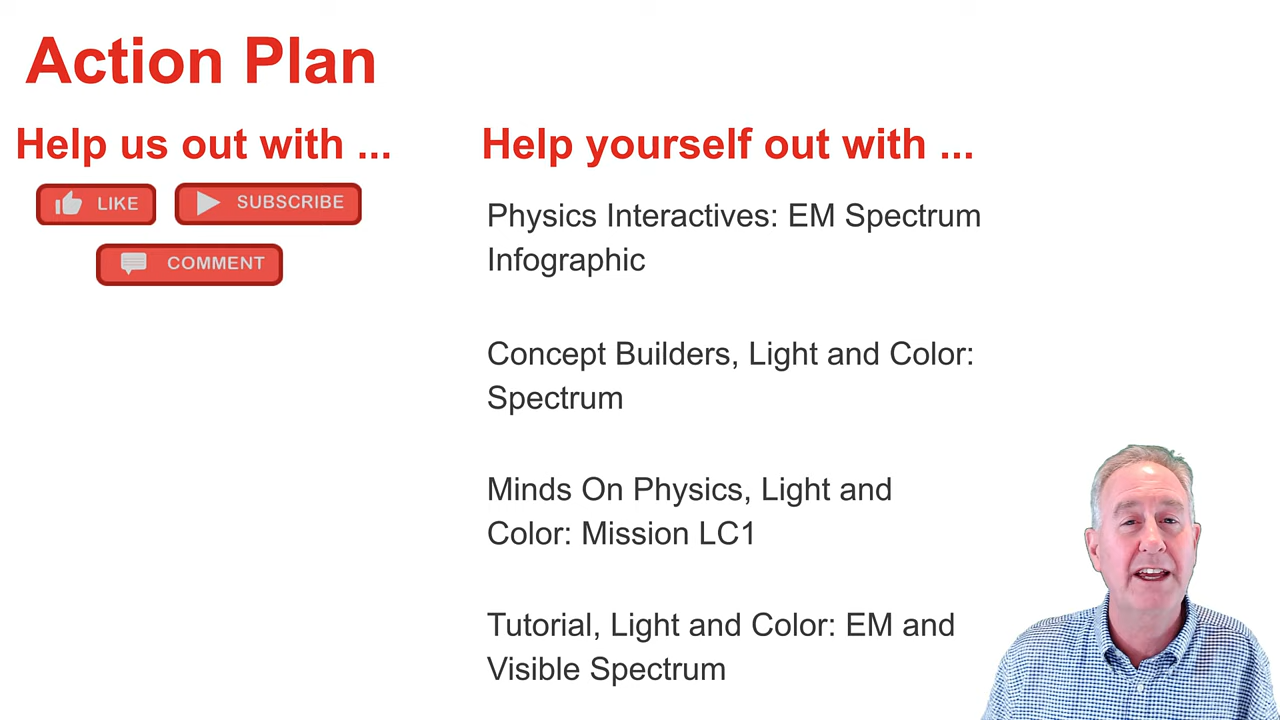 Action Plan
Help us out with ...
LIKE
SUBSCRIBE
COMMENT
Help yourself out with ...
Physics Interactives: EM Spectrum
Infographic
Concept Builders, Light and Color:
Spectrum
Minds On Physics, Light and
Color: Mission LC1
Tutorial, Light and Color: EM and
Visible Spectrum